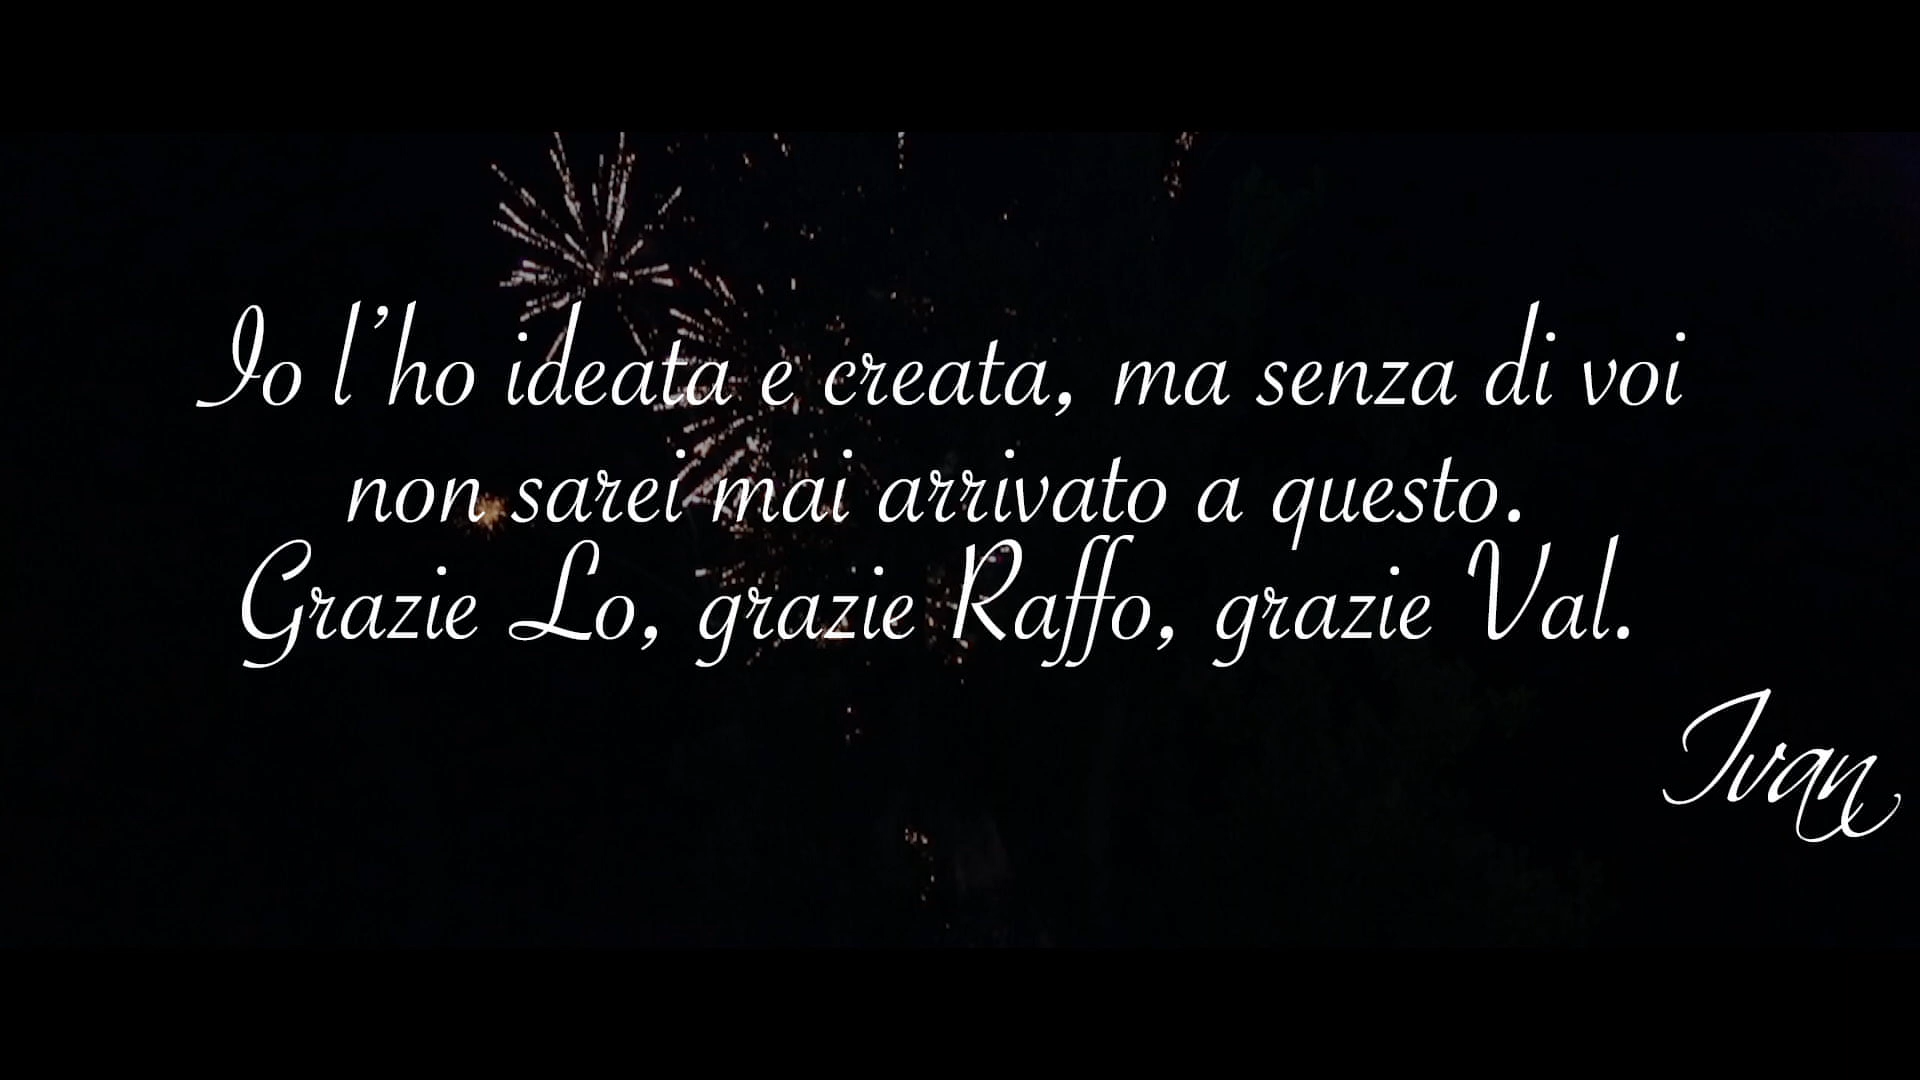 Io l'ho ideata e creata, ma senza di voi
non sarei mai arrivato a questo.
Grazie Lo, grazie Raffo, grazie Val.
Ivan